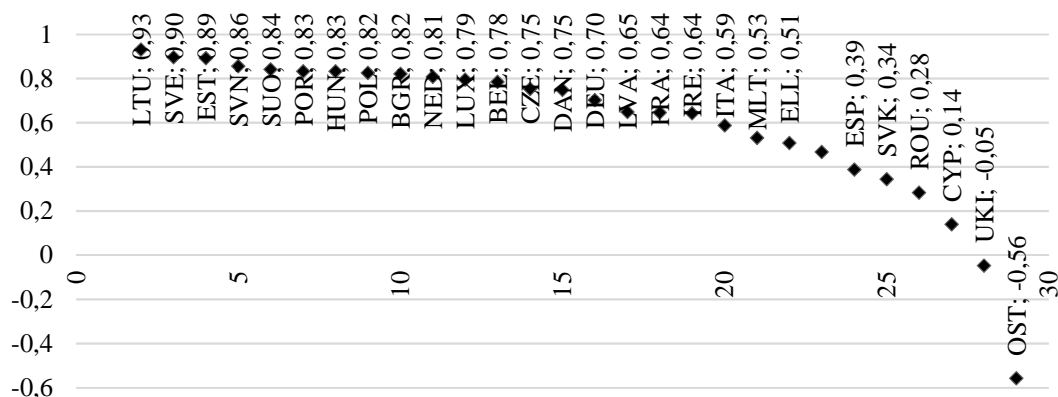 1
0,8
0,6
0,4
0,2
0
-0,2
-0,4
-0,6
0
5
10
15
20
25
30
LTU; 0,93
SVE; 0,90
EST; 0,89
SVN; 0,86
SUO; 0,84
POR; 0,83
HUN; 0,83
POL; 0,82
BGR; 0,82
NED; 0,81
LUX; 0,79
BEL; 0,78
CZE; 0,75
DAN; 0,75
DEU; 0,70
LVA; 0,65
FRA; 0,64
IRE; 0,64
ITA; 0,59
MLT; 0,53
ELL; 0,51
ESP; 0,39
SVK; 0,34
ROU; 0,28
CYP; 0,14
UKI; -0,05
OST; -0,56